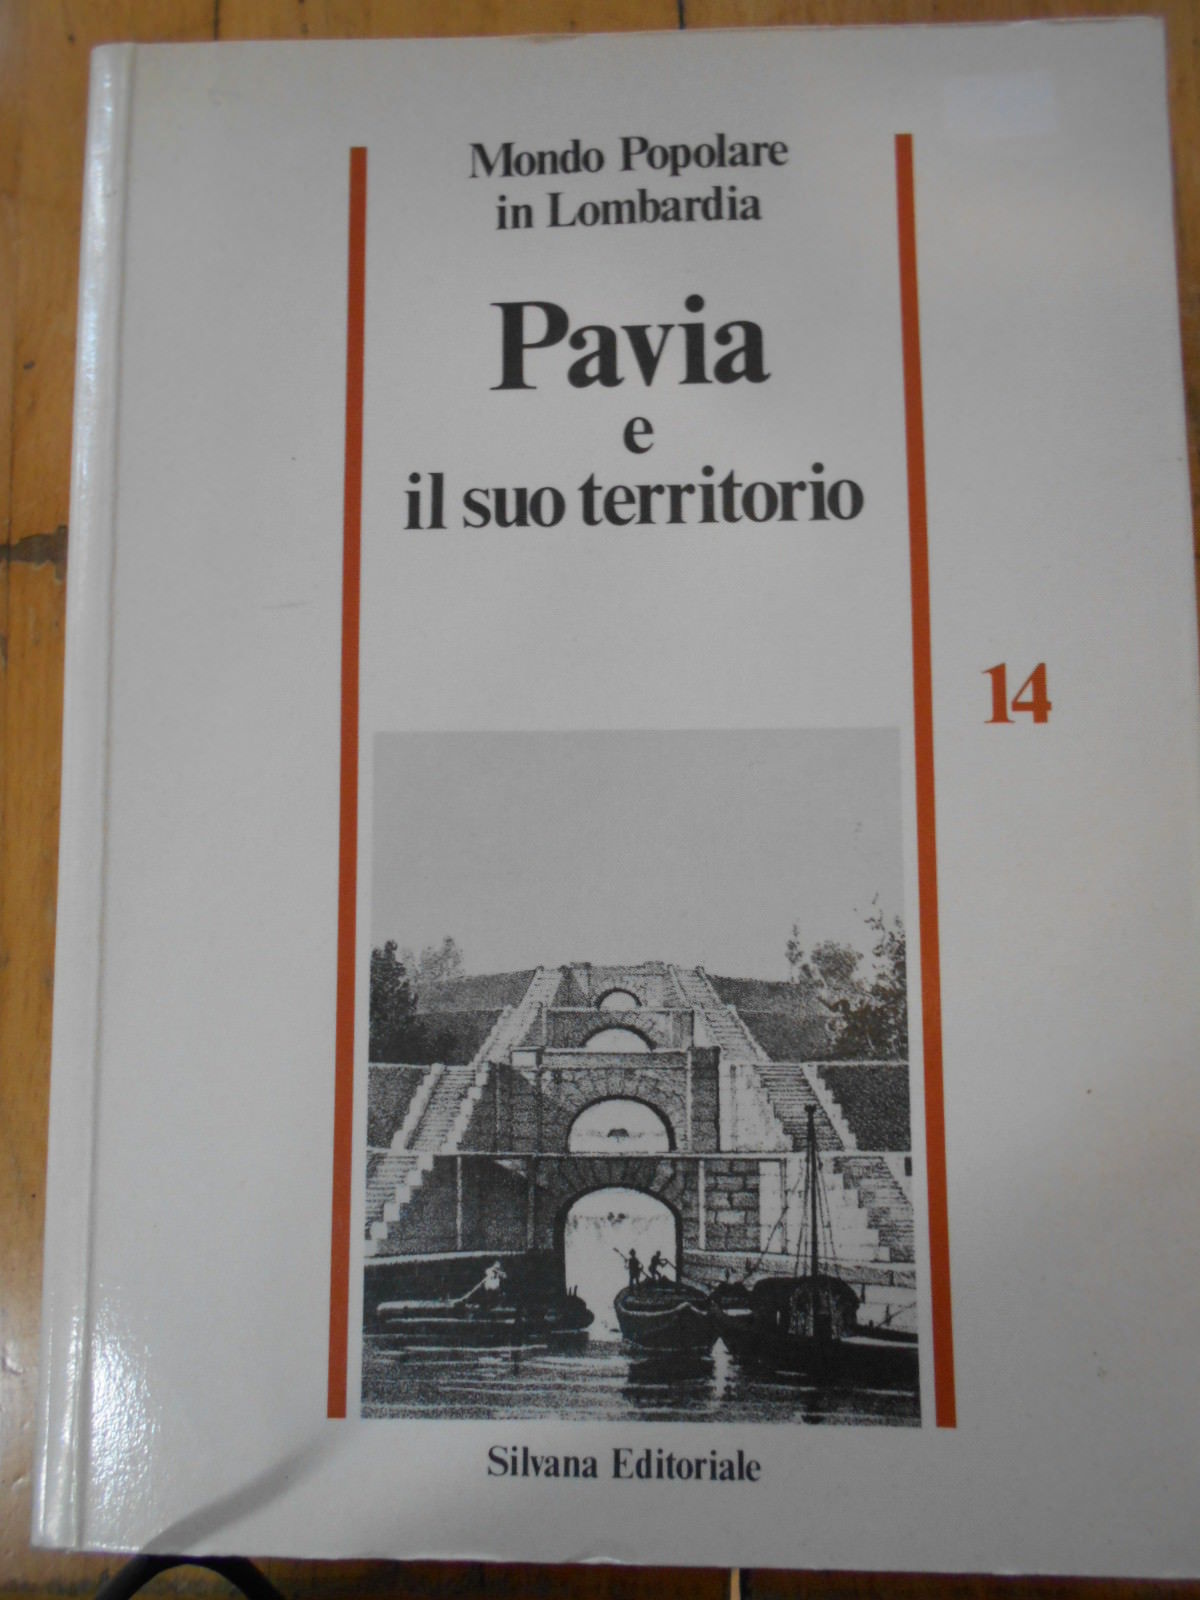 Mondo Popolare
in Lombardia
Pavia
e
il suo territorio
14
Silvana Editoriale